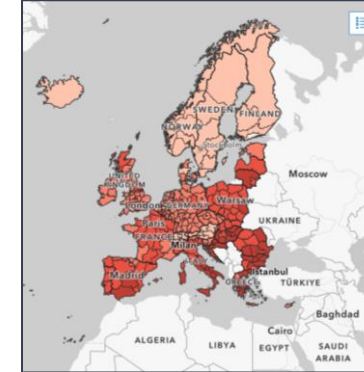 SWEDEN
FINLAND
NORWAY
Stockholm
Moscow
UNITED
KINGDOM
London
GERMANY
Warsaw
Paris
UKRAINE
FRANCE
Milan
Madrid
Istanbul
GREECE
TÜRKIYE
Baghdad
Cairo
ALGERIA
LIBYA
EGYPT
SAUDI
ARABIA